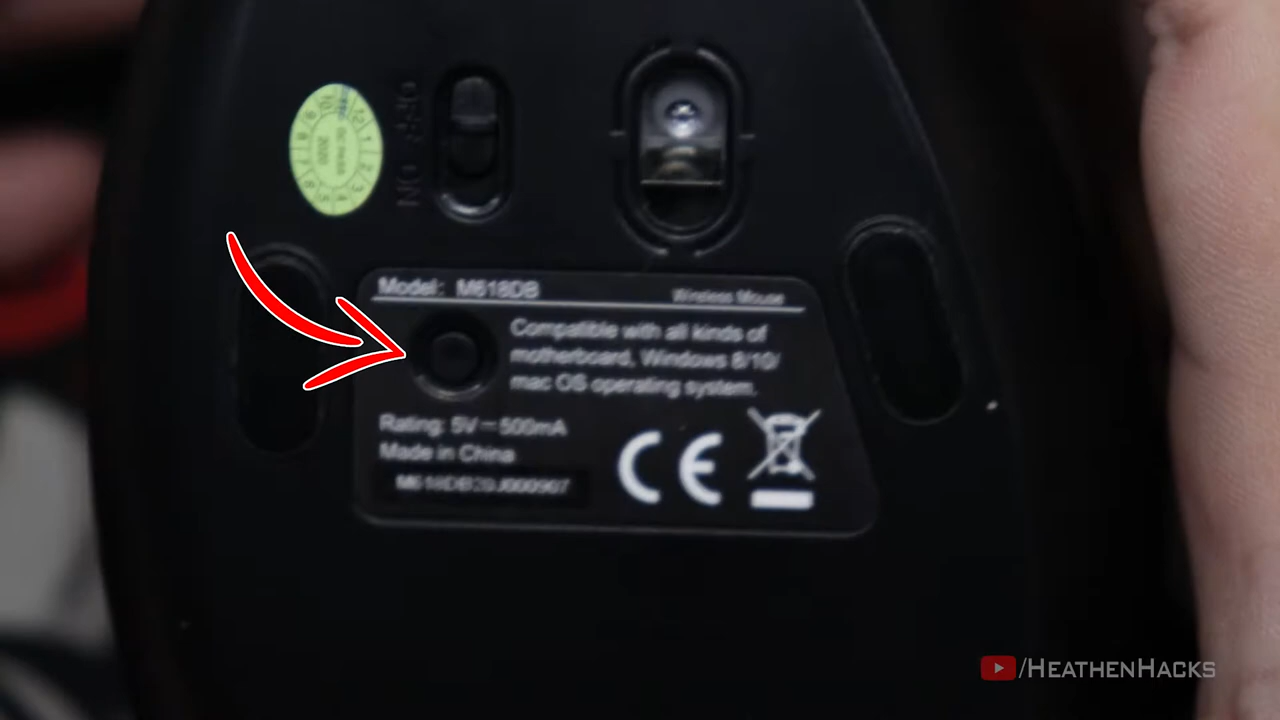 OFF ON
Model: M618DB
Wireless Mouse
Compatible with all kinds of
motherboard, Windows 8/10/
mac OS operating system.
Rating: 5V⎓500mA
Made in China
M618DB20J000907
CE
/HEATHENHACKS